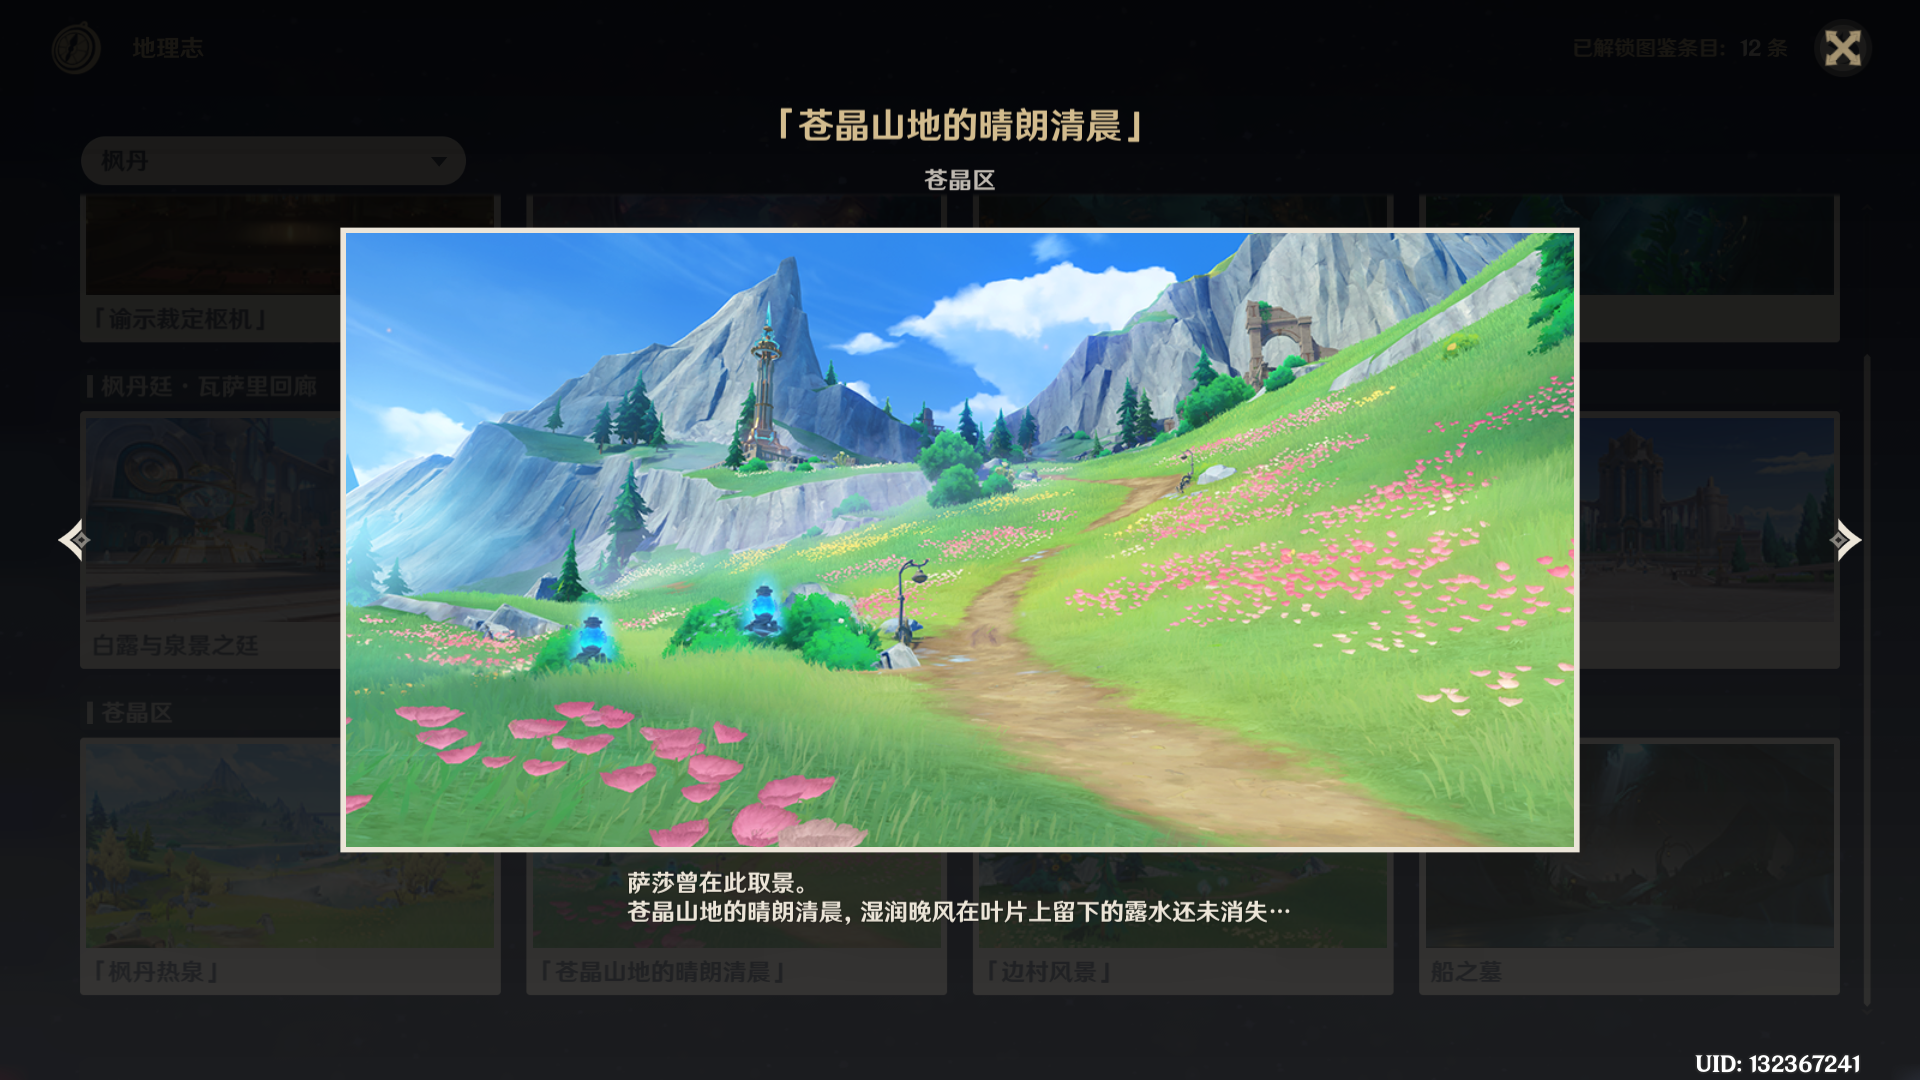 地理志
已解锁图鉴条目: 12 条
「苍晶山地的晴朗清晨」
枫丹
苍晶区
「谕示裁定枢机」
枫丹廷·瓦萨里回廊
白露与泉景之廷
苍晶区
萨莎曾在此取景。
苍晶山地的晴朗清晨，湿润晚风在叶片上留下的露水还未消失…
「枫丹热泉」
「苍晶山地的晴朗清晨」
「边村风景」
船之墓
UID: 132367241